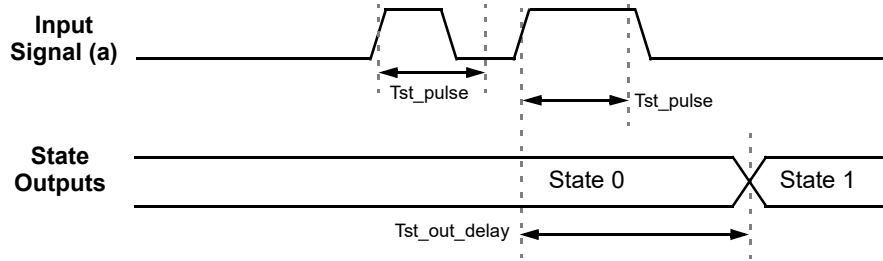 Input
Signal (a)
Tst_pulse
Tst_pulse
State
Outputs
State 0
State 1
Tst_out_delay